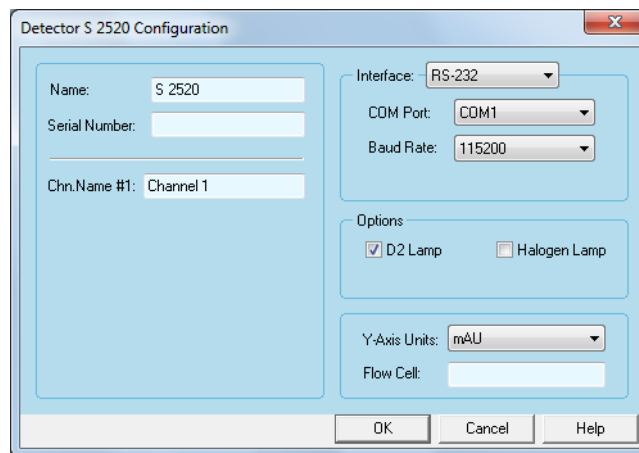 Detector S 2520 Configuration
Name: S 2520
Serial Number:
Chn.Name #1: Channel 1
Interface: RS-232
COM Port: COM1
Baud Rate: 115200
Options
D2 Lamp Halogen Lamp
Y-Axis Units: mAU
Flow Cell:
OK Cancel Help